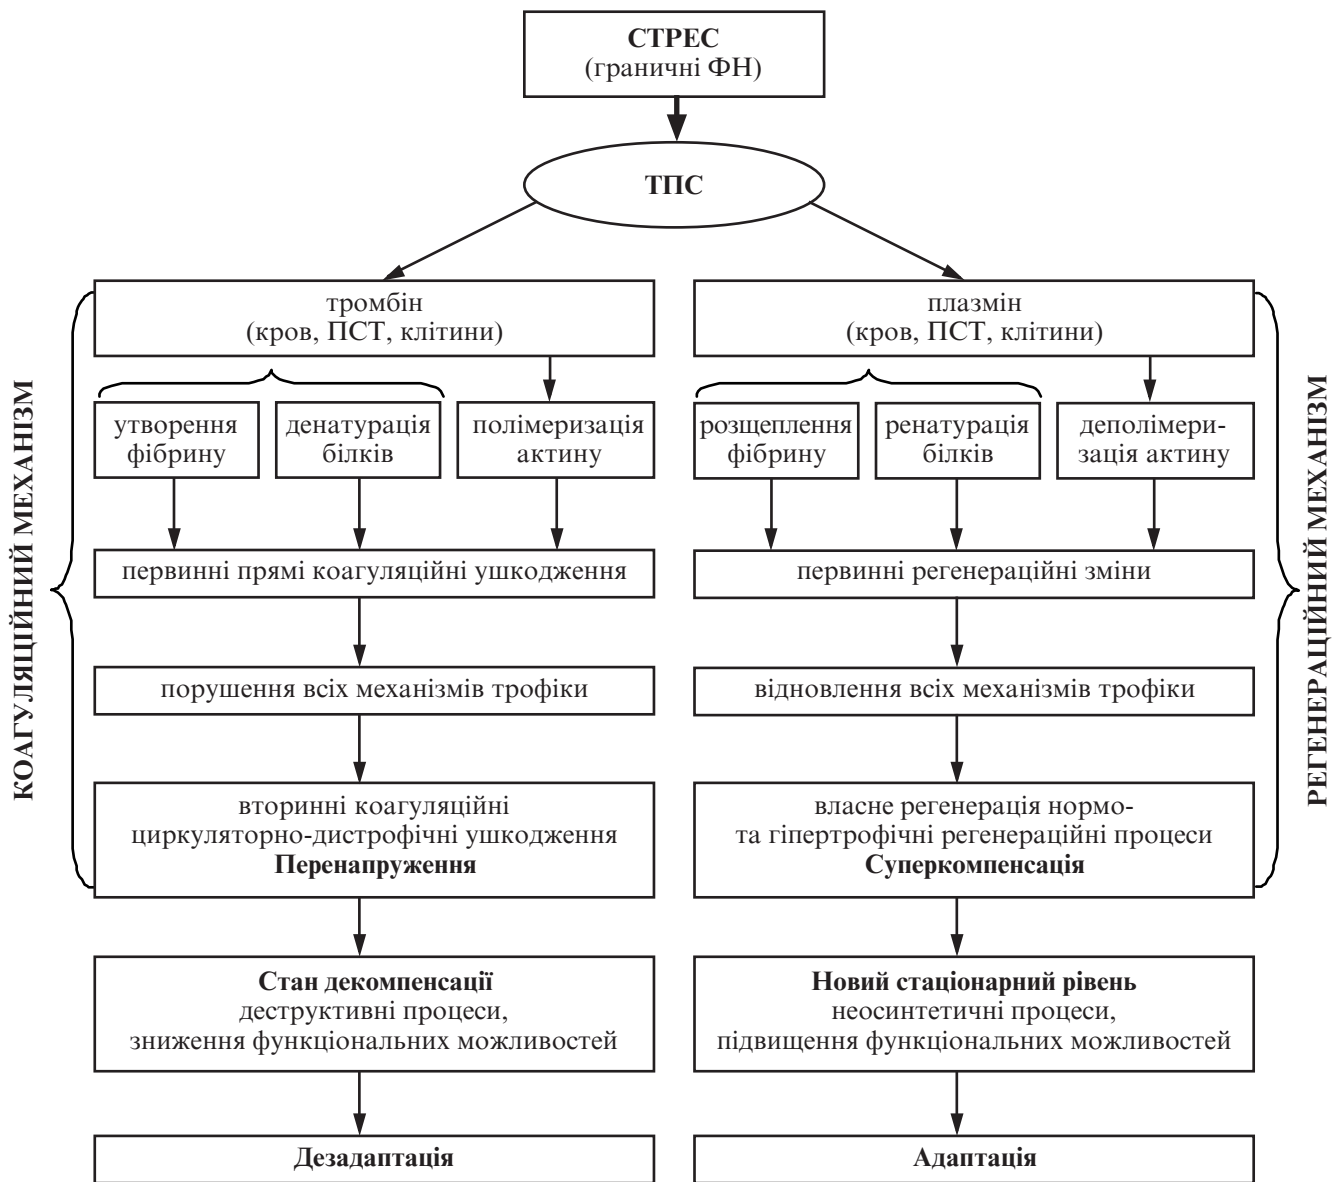 СТРЕС
(граничні ФН)
ТПС
тромбін
(кров, ПСТ, клітини)
утворення
фібрину
денатурація
білків
полімеризація
актину
первинні прямі коагуляційні ушкодження
порушення всіх механізмів трофіки
вторинні коагуляційні
циркуляторно-дистрофічні ушкодження
Перенапруження
Стан декомпенсації
деструктивні процеси,
зниження функціональних можливостей
Дезадаптація
КОАГУЛЯЦІЙНИЙ МЕХАНІЗМ
плазмін
(кров, ПСТ, клітини)
розщеплення
фібрину
ренатурація
білків
деполімери-
зація актину
первинні регенераційні зміни
відновлення всіх механізмів трофіки
власне регенерація нормо-
та гіпертрофічні регенераційні процеси
Суперкомпенсація
Новий стаціонарний рівень
неосинтетичні процеси,
підвищення функціональних можливостей
Адаптація
РЕГЕНЕРАЦІЙНИЙ МЕХАНІЗМ